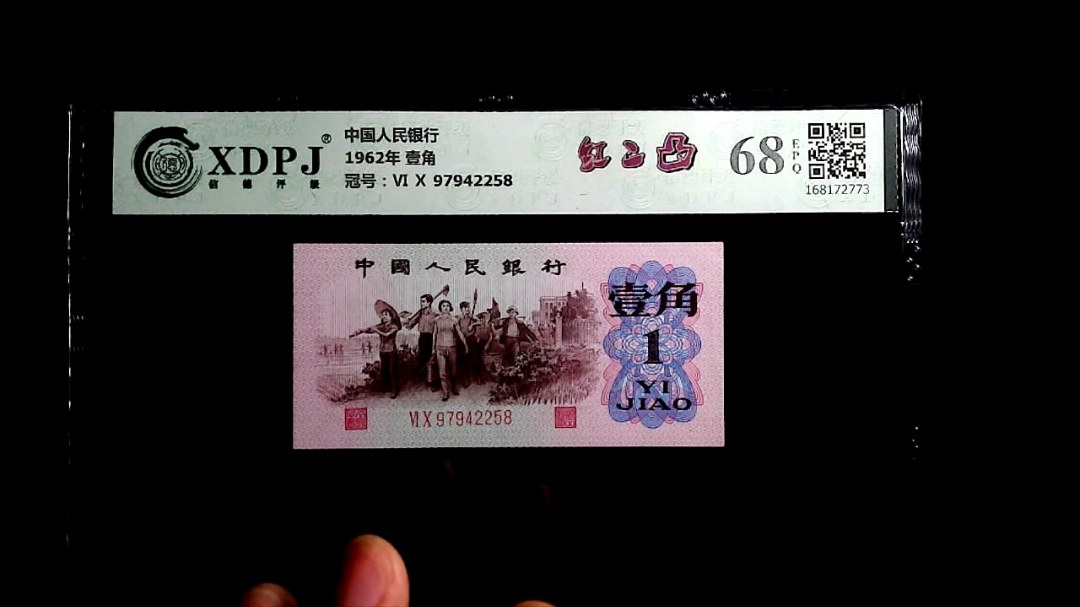 XDPJ®
信德评级
中国人民银行
1962年 壹角
冠号：VI X 97942258
红二凸
68
EPQ
168172773
中國人民銀行
壹角
1
YI
JIAO
VI X 97942258